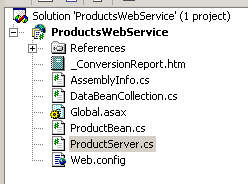 Solution 'ProductsWebService' (1 project)
ProductsWebService
References
_ConversionReport.htm
AssemblyInfo.cs
DataBeanCollection.cs
Global.asax
ProductBean.cs
ProductServer.cs
Web.config